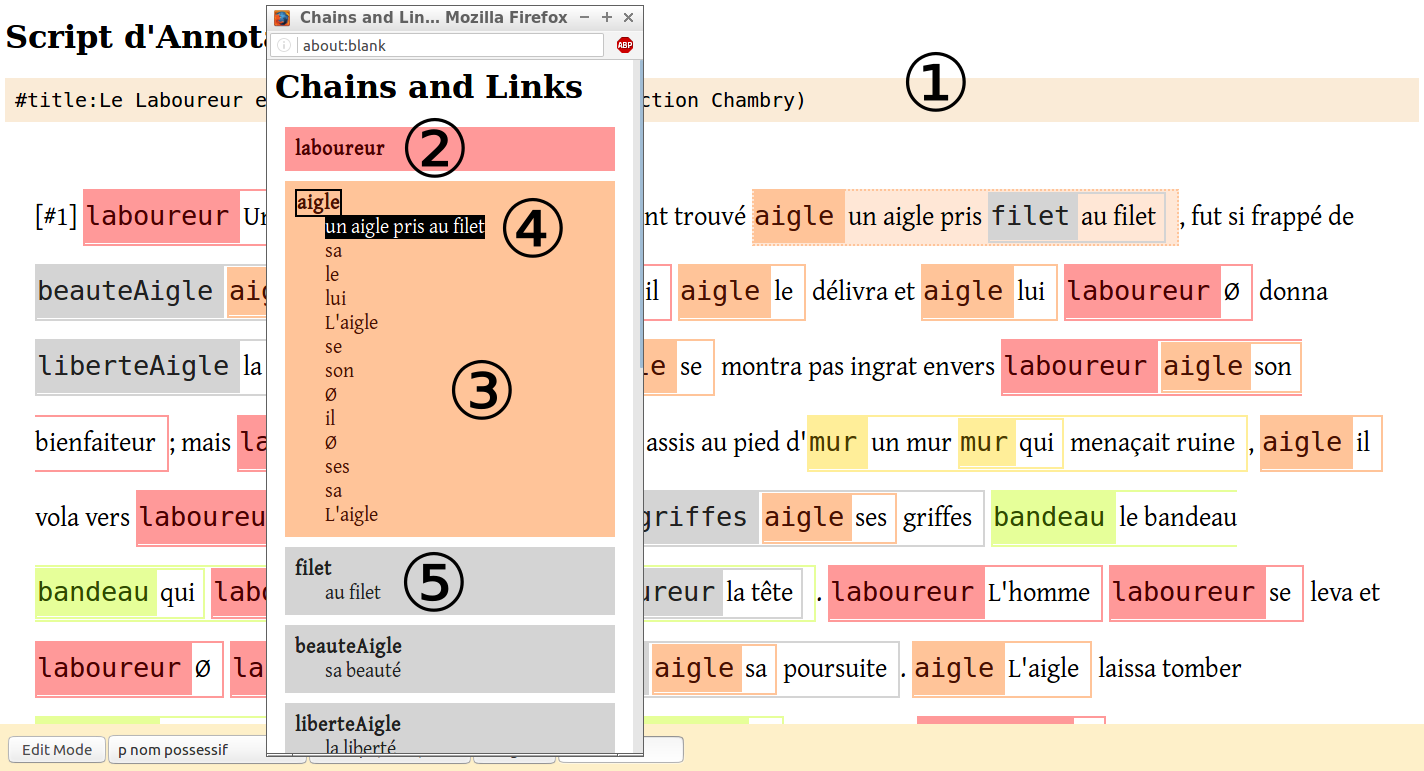 Script d'Annota
#title:Le Laboureur e
ction Chambry)
①
Chains and Lin... Mozilla Firefox
about:blank
ABP
Chains and Links
laboureur ②
aigle
un aigle pris au filet ④
sa
le
lui
L'aigle
se
son
Ø
il
Ø
ses
sa
L'aigle
③
filet ⑤
au filet
beauteAigle
sa beauté
liberteAigle
la liberté
[#1] laboureur Un
nt trouvé aigle un aigle pris filet au filet , fut si frappé de
beauteAigle aig
il aigle le délivra et aigle lui laboureur Ø donna
liberteAigle la
le se montra pas ingrat envers laboureur aigle son
bienfaiteur ; mais la
assis au pied d'mur un mur mur qui menaçait ruine , aigle il
vola vers laboureu
griffes aigle ses griffes bandeau le bandeau
bandeau qui labo
ureur la tête . laboureur L'homme laboureur se leva et
laboureur Ø la
aigle sa poursuite . aigle L'aigle laissa tomber
Edit Mode
p nom possessif